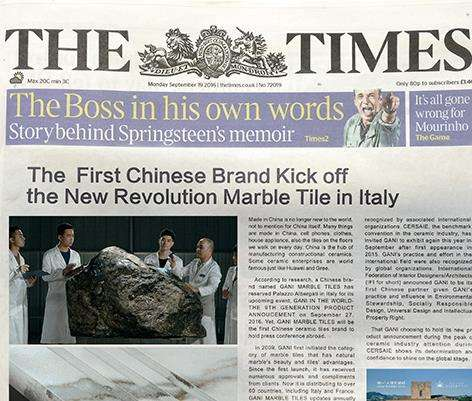 THE TIMES
Max 20C min 3C
Monday September 19 2016 | thetimes.co.uk | No 72019
Only 80p to subscribers
The Boss in his own words
Story behind Springsteen's memoir Times2
It's all gone
wrong for
Mourinho
The Game
The First Chinese Brand Kick off
the New Revolution Marble Tile in Italy
Made in China is no longer new to the world,
not to mention for China itself. Many things
are made in China, cell phones, clothes,
house appliance, also the tiles on the floors
we walk on every day. China is the hub of
manufacturing constructional ceramics.
Some ceramic enterprises are world
famous just like Huawei and Gree.
According to research, a Chinese brand
named GANI MARBLE TILES has
reserved Palazzo Albergati in Italy for its
upcoming event, GANI IN THE WORLD-
THE 9TH GENERATION PRODUCT
ANNOUCEMENT on September 27,
2016. Yet, GANI MARBLE TILES will be
the first Chinese ceramic tiles brand to
hold press conference abroad.
In 2009, GANI first initiated the category
of marble tiles that has natural
marble's beauty and tiles' advantages.
Since the first launch, it has received
numerous approvals and compliments
from clients. Now it is distributing to over
60 countries, including Italy and France.
GANI MARBLE TILES updates annually
recognized by associated international
organizations. CERSAIE, the benchmark
convention in the ceramic industry, has
invited GANI to exhibit again this year in
September after first appearance in
2015. GANI's practice and effort in the
international field were also recognized
by global organizations. International
Federation of Interior Designers/Architects
(IFI for short) announced GANI to be its
first Chinese partner given GANI's
practice and influence in Environment
Stewardship, Socially Responsible
Design, Universal Design and Intellectual
Property Right.
That GANI choosing to hold its new product
announcement during the peak of
ceramic industry attention during
CERSAIE shows its determination and
confidence to shine on the global stage.